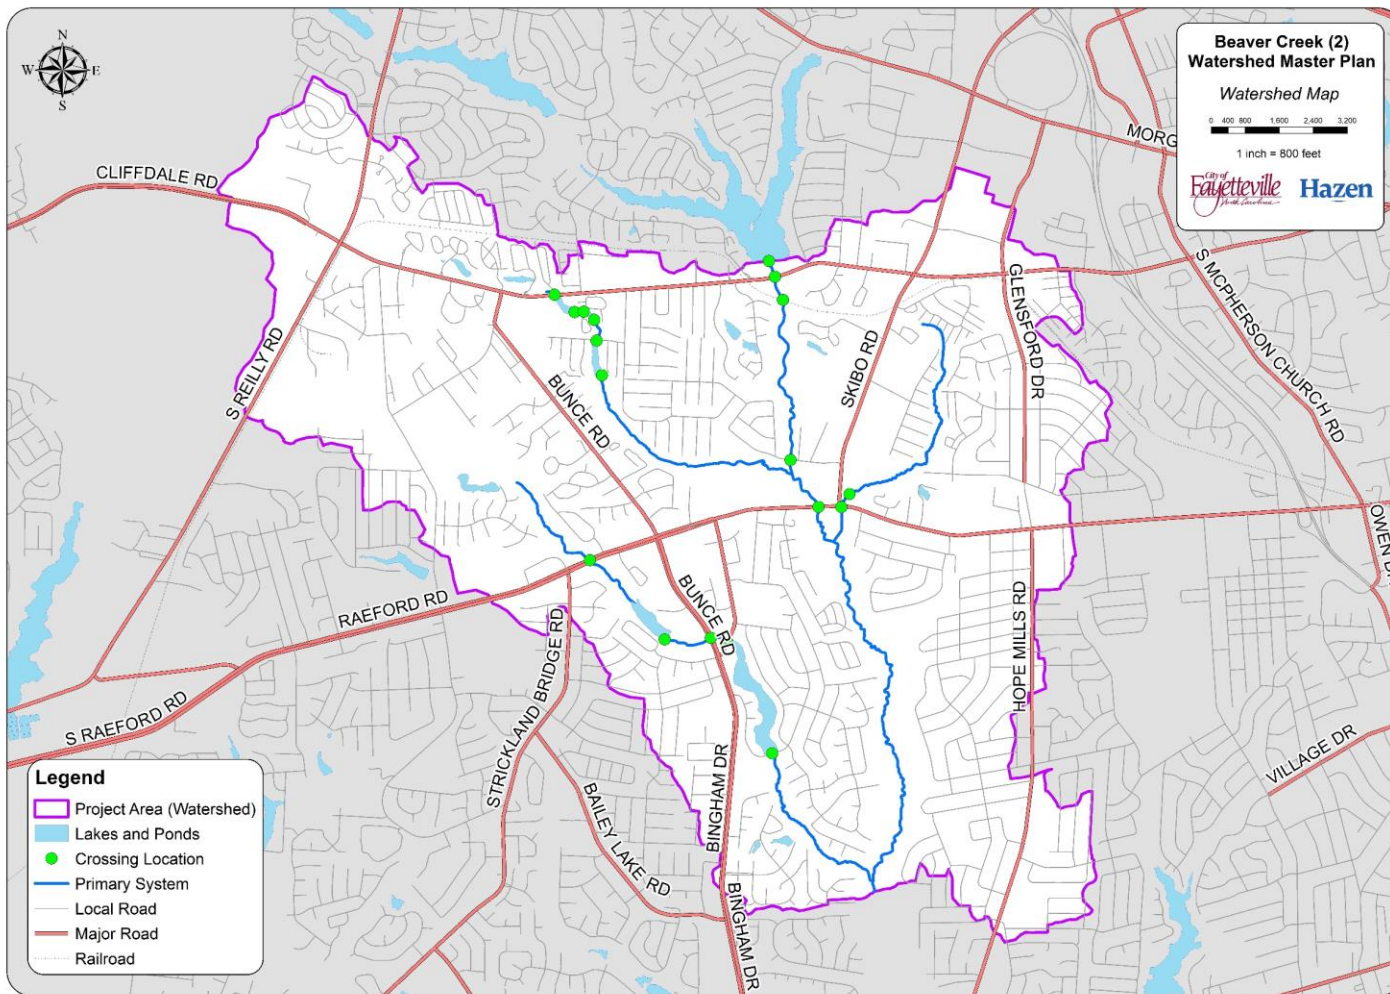 N
W E
S
Beaver Creek (2)
Watershed Master Plan
Watershed Map
0 400 800 1,600 2,400 3,200
1 inch = 800 feet
City of
Fayetteville
North Carolina
Hazen
MORG
CLIFFDALE RD
S REILLY RD
BUNCE RD
SKIBO RD
GLENSFORD DR
S MCPHERSON CHURCH RD
OWEN DR
RAEFORD RD
BUNCE RD
STRICKLAND BRIDGE RD
HOPE MILLS RD
S RAEFORD RD
VILLAGE DR
BINGHAM DR
BAILEY LAKE RD
BINGHAM DR
Legend
Project Area (Watershed)
Lakes and Ponds
Crossing Location
Primary System
Local Road
Major Road
Railroad